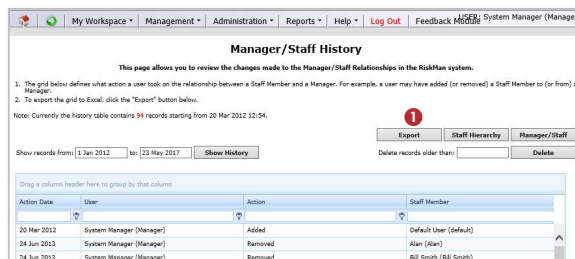 My Workspace Management Administration Reports Help Log Out Feedback Module USER: System Manager (Manage
Manager/Staff History
This page allows you to review the changes made to the Manager/Staff Relationships in the RiskMan system.
1. The grid below defines what action a user took on the relationship between a Staff Member and a Manager. For example, a user may have added (or removed) a Staff Member to (or from) a
Manager.
2. To export the grid to Excel, click the "Export" button below.
Note: Currently the history table contains 94 records starting from 20 Mar 2012 12:54.
1
Export Staff Hierarchy Manager/Staff
Show records from: 1 Jan 2012 to: 23 May 2017 Show History Delete records older than: Delete
Drag a column header here to group by that column
Action Date User Action Staff Member
20 Mar 2012 System Manager (Manager) Added Default User (default)
24 Jun 2013 System Manager (Manager) Removed Alan (Alan)
24 Jun 2013 System Manager (Manager) Removed Bill Smith (Bill Smith)